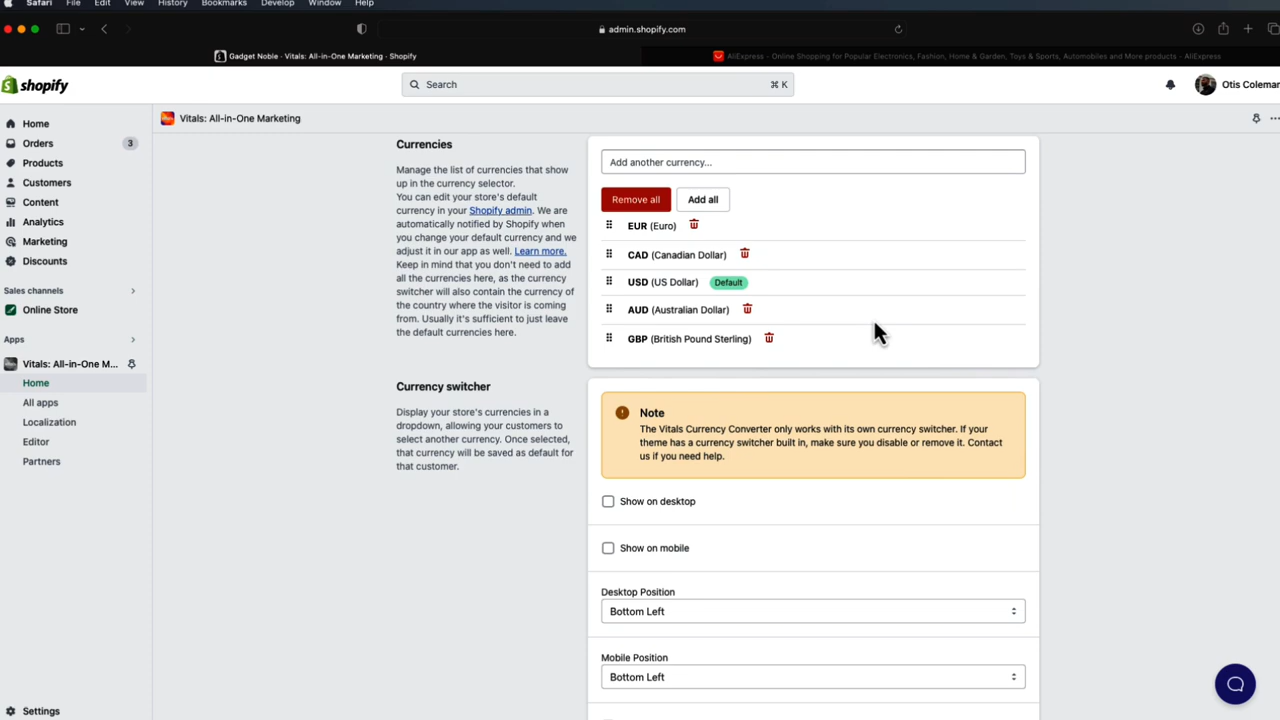 Safari File Edit View History Bookmarks Develop Window Help
admin.shopify.com
Gadget Noble · Vitals: All-in-One Marketing · Shopify
AliExpress - Online Shopping for Popular Electronics, Fashion, Home & Garden, Toys & Sports, Automobiles and More products - AliExpress
shopify
Search
⌘ K
Otis Coleman
Vitals: All-in-One Marketing
Home
Orders 3
Products
Customers
Content
Analytics
Marketing
Discounts
Sales channels
Online Store
Apps
Vitals: All-in-One M...
Home
All apps
Localization
Editor
Partners
Settings
Currencies
Manage the list of currencies that show
up in the currency selector.
You can edit your store's default
currency in your Shopify admin. We are
automatically notified by Shopify when
you change your default currency and we
adjust it in our app as well. Learn more.
Keep in mind that you don't need to add
all the currencies here, as the currency
switcher will also contain the currency of
the country where the visitor is coming
from. Usually it's sufficient to just leave
the default currencies here.
Add another currency...
Remove all Add all
EUR (Euro)
CAD (Canadian Dollar)
USD (US Dollar) Default
AUD (Australian Dollar)
GBP (British Pound Sterling)
Currency switcher
Display your store's currencies in a
dropdown, allowing your customers to
select another currency. Once selected,
that currency will be saved as default for
that customer.
Note
The Vitals Currency Converter only works with its own currency switcher. If your
theme has a currency switcher built in, make sure you disable or remove it. Contact
us if you need help.
Show on desktop
Show on mobile
Desktop Position
Bottom Left
Mobile Position
Bottom Left